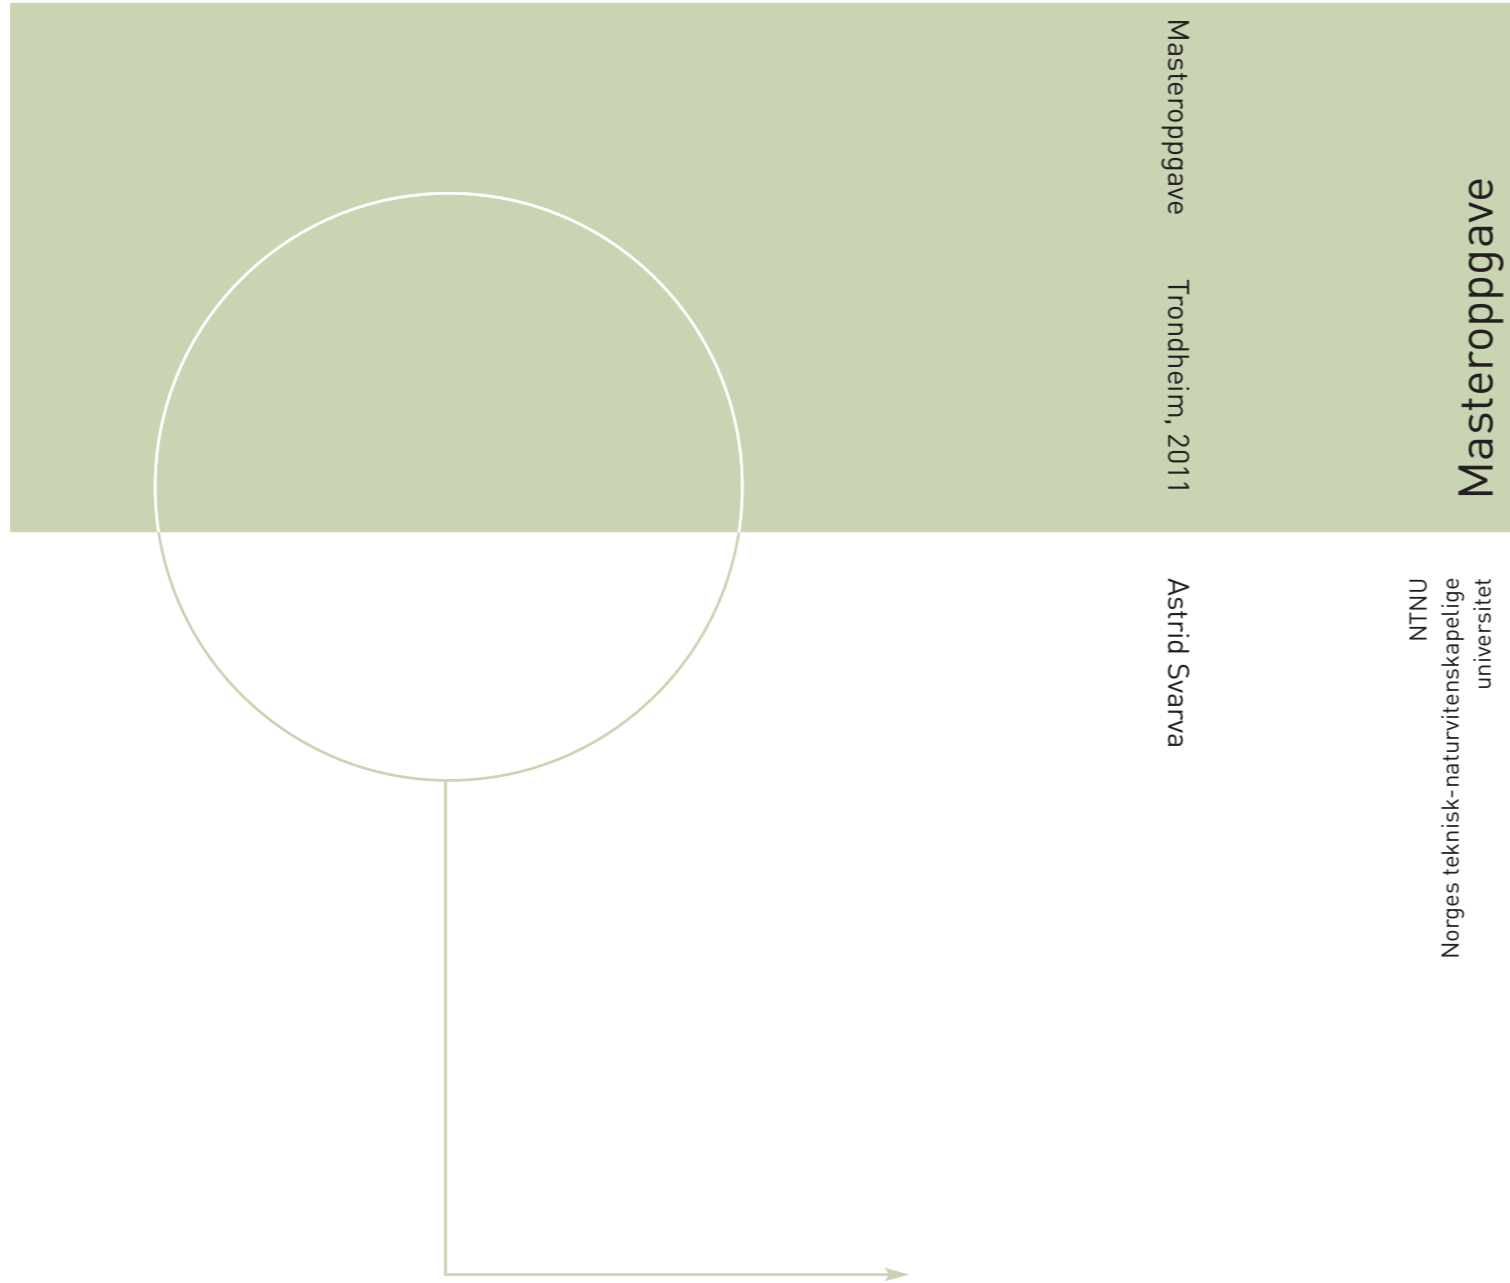 Masteroppgave
Trondheim, 2011
Astrid Svarva
Masteroppgave
NTNU
Norges teknisk-naturvitenskapelige
universitet